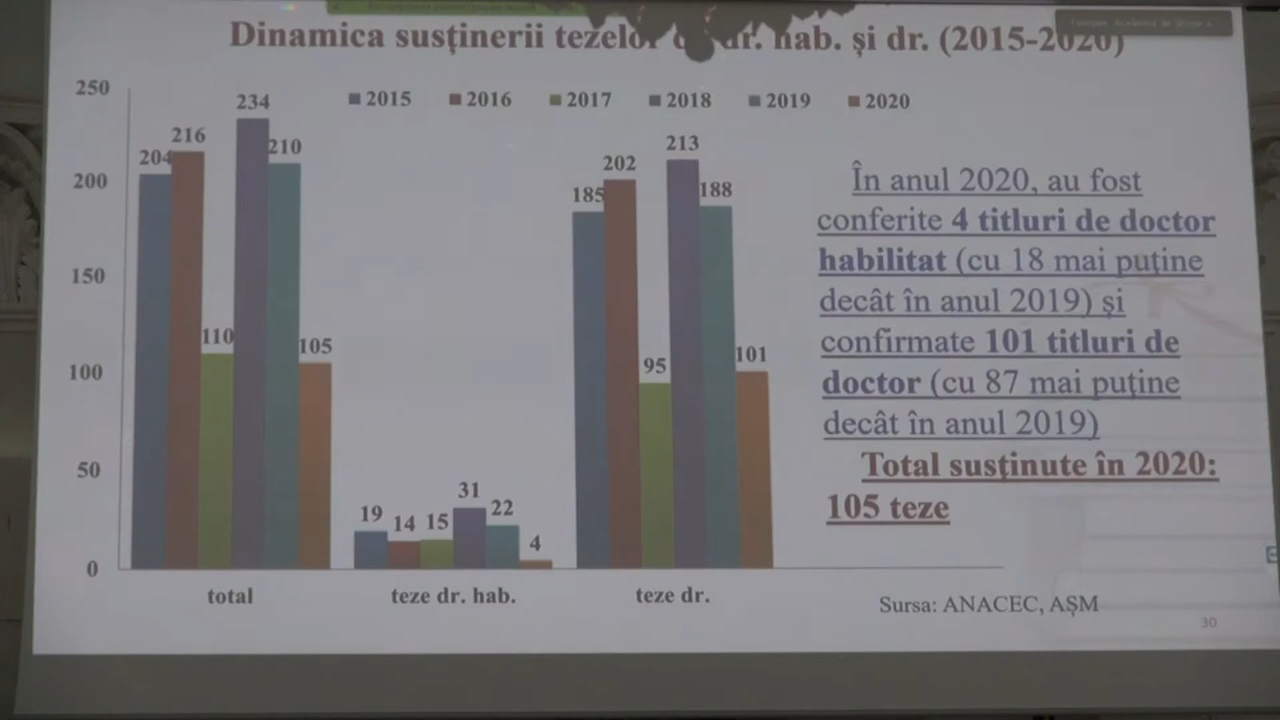 Dinamica susținerii tezelor dr. hab. și dr. (2015-2020)
2015 2016 2017 2018 2019 2020
250
200
150
100
50
0
204 216 110 234 210 105
19 14 15 31 22 4
185 202 95 213 188 101
total teze dr. hab. teze dr.
În anul 2020, au fost
conferite 4 titluri de doctor
habilitat (cu 18 mai puține
decât în anul 2019) și
confirmate 101 titluri de
doctor (cu 87 mai puține
decât în anul 2019)
Total susținute în 2020:
105 teze
Sursa: ANACEC, AȘM
30